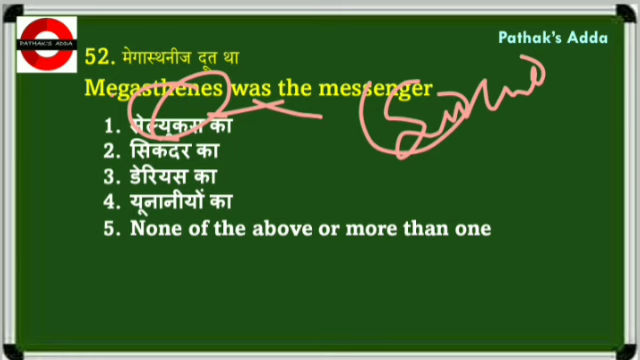 PATHAK'S ADDA
Pathak's Adda
52. मेगास्थनीज दूत था
Megasthenes was the messenger
1. सेल्यूकस का
2. सिकंदर का
3. डेरियस का
4. यूनानीयों का
5. None of the above or more than one